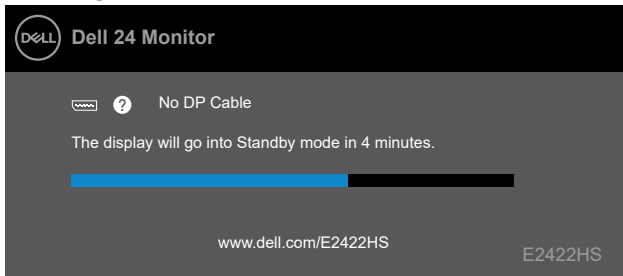 DELL Dell 24 Monitor
? No DP Cable
The display will go into Standby mode in 4 minutes.
www.dell.com/E2422HS
E2422HS